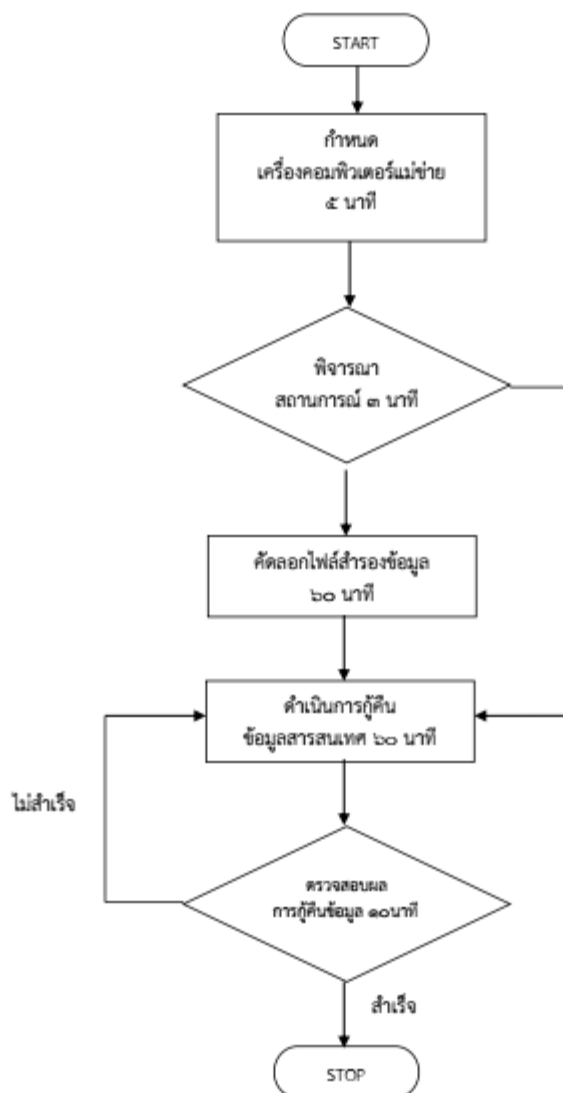 START
กำหนด
เครื่องคอมพิวเตอร์แม่ข่าย
๕ นาที
พิจารณา
สถานการณ์ ๓ นาที
คัดลอกไฟล์สำรองข้อมูล
๖๐ นาที
ดำเนินการกู้คืน
ข้อมูลสารสนเทศ ๖๐ นาที
ไม่สำเร็จ
ตรวจสอบผล
การกู้คืนข้อมูล ๑๐นาที
สำเร็จ
STOP